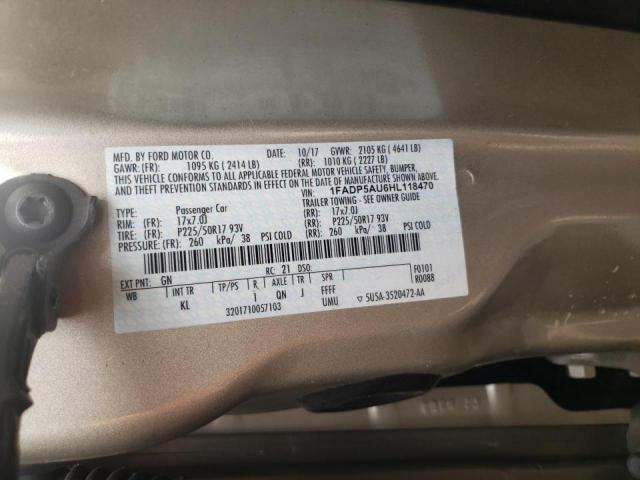 MFD. BY FORD MOTOR CO. DATE: 10/17 GVWR: 2105 KG ( 4641 LB)
GAWR: (FR): 1095 KG ( 2414 LB) (RR): 1010 KG ( 2227 LB)
THIS VEHICLE CONFORMS TO ALL APPLICABLE FEDERAL MOTOR VEHICLE SAFETY, BUMPER,
AND THEFT PREVENTION STANDARDS IN EFFECT ON THE DATE OF MANUFACTURE SHOWN ABOVE.
VIN: 1FADP5AU6HL118470
TYPE: Passenger Car TRAILER TOWING - SEE OWNER GUIDE
RIM: (FR): 17x7.0J (RR): 17x7.0J
TIRE: (FR): P225/50R17 93V (RR): P225/50R17 93V
PRESSURE: (FR): 260 kPa/ 38 PSI COLD (RR): 260 kPa/ 38 PSI COLD
EXT PNT: GN RC: 21 DSO: F0101
WB INT TR TP/PS R AXLE TR SPR R0088
KL 1 QN J FFFF
3201710057103 UMU ▽ 5U5A-3520472-AA